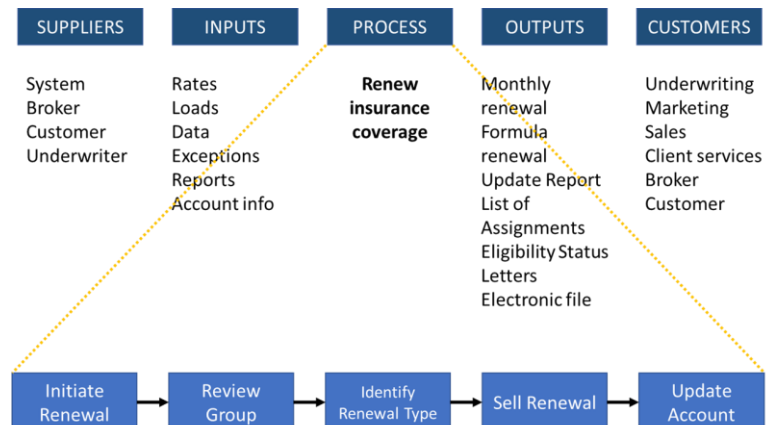 SUPPLIERS
INPUTS
PROCESS
OUTPUTS
CUSTOMERS
System
Broker
Customer
Underwriter
Rates
Loads
Data
Exceptions
Reports
Account info
Renew
insurance
coverage
Monthly
renewal
Formula
renewal
Update Report
List of
Assignments
Eligibility Status
Letters
Electronic file
Underwriting
Marketing
Sales
Client services
Broker
Customer
Initiate
Renewal
Review
Group
Identify
Renewal Type
Sell Renewal
Update
Account